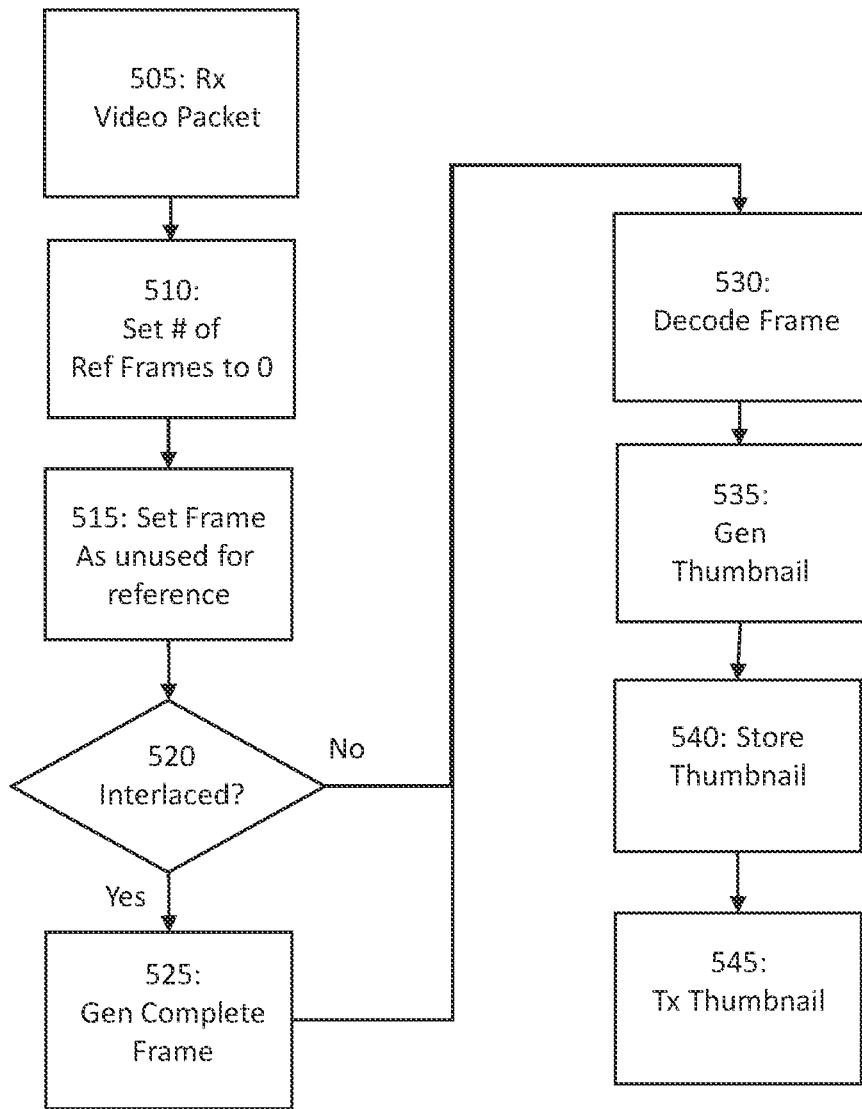 505: Rx
Video Packet
510:
Set # of
Ref Frames to 0
515: Set Frame
As unused for
reference
520
Interlaced?
No
Yes
525:
Gen Complete
Frame
530:
Decode Frame
535:
Gen
Thumbnail
540: Store
Thumbnail
545:
Tx Thumbnail